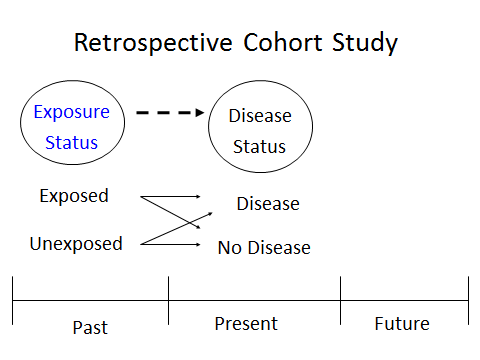 Retrospective Cohort Study
Exposure
Status
Disease
Status
Exposed
Disease
Unexposed
No Disease
Past
Present
Future